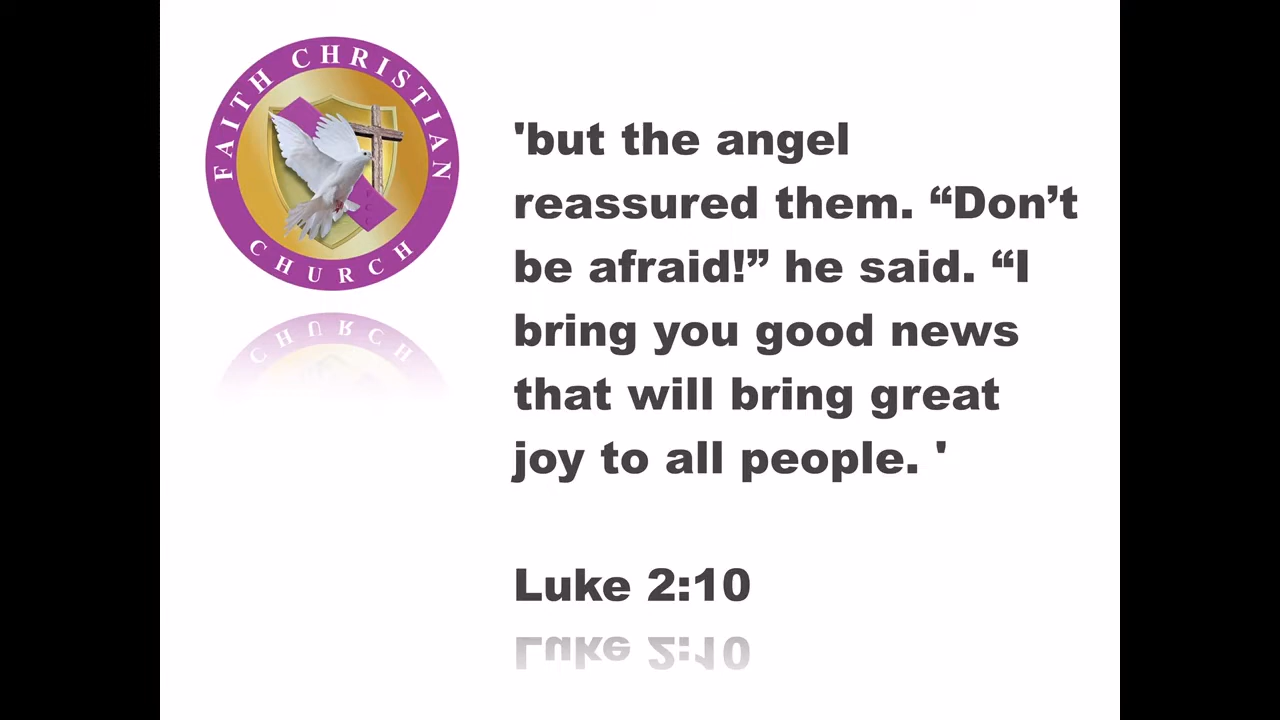 FAITH CHRISTIAN
CHURCH
'but the angel
reassured them. “Don’t
be afraid!” he said. “I
bring you good news
that will bring great
joy to all people. '
Luke 2:10